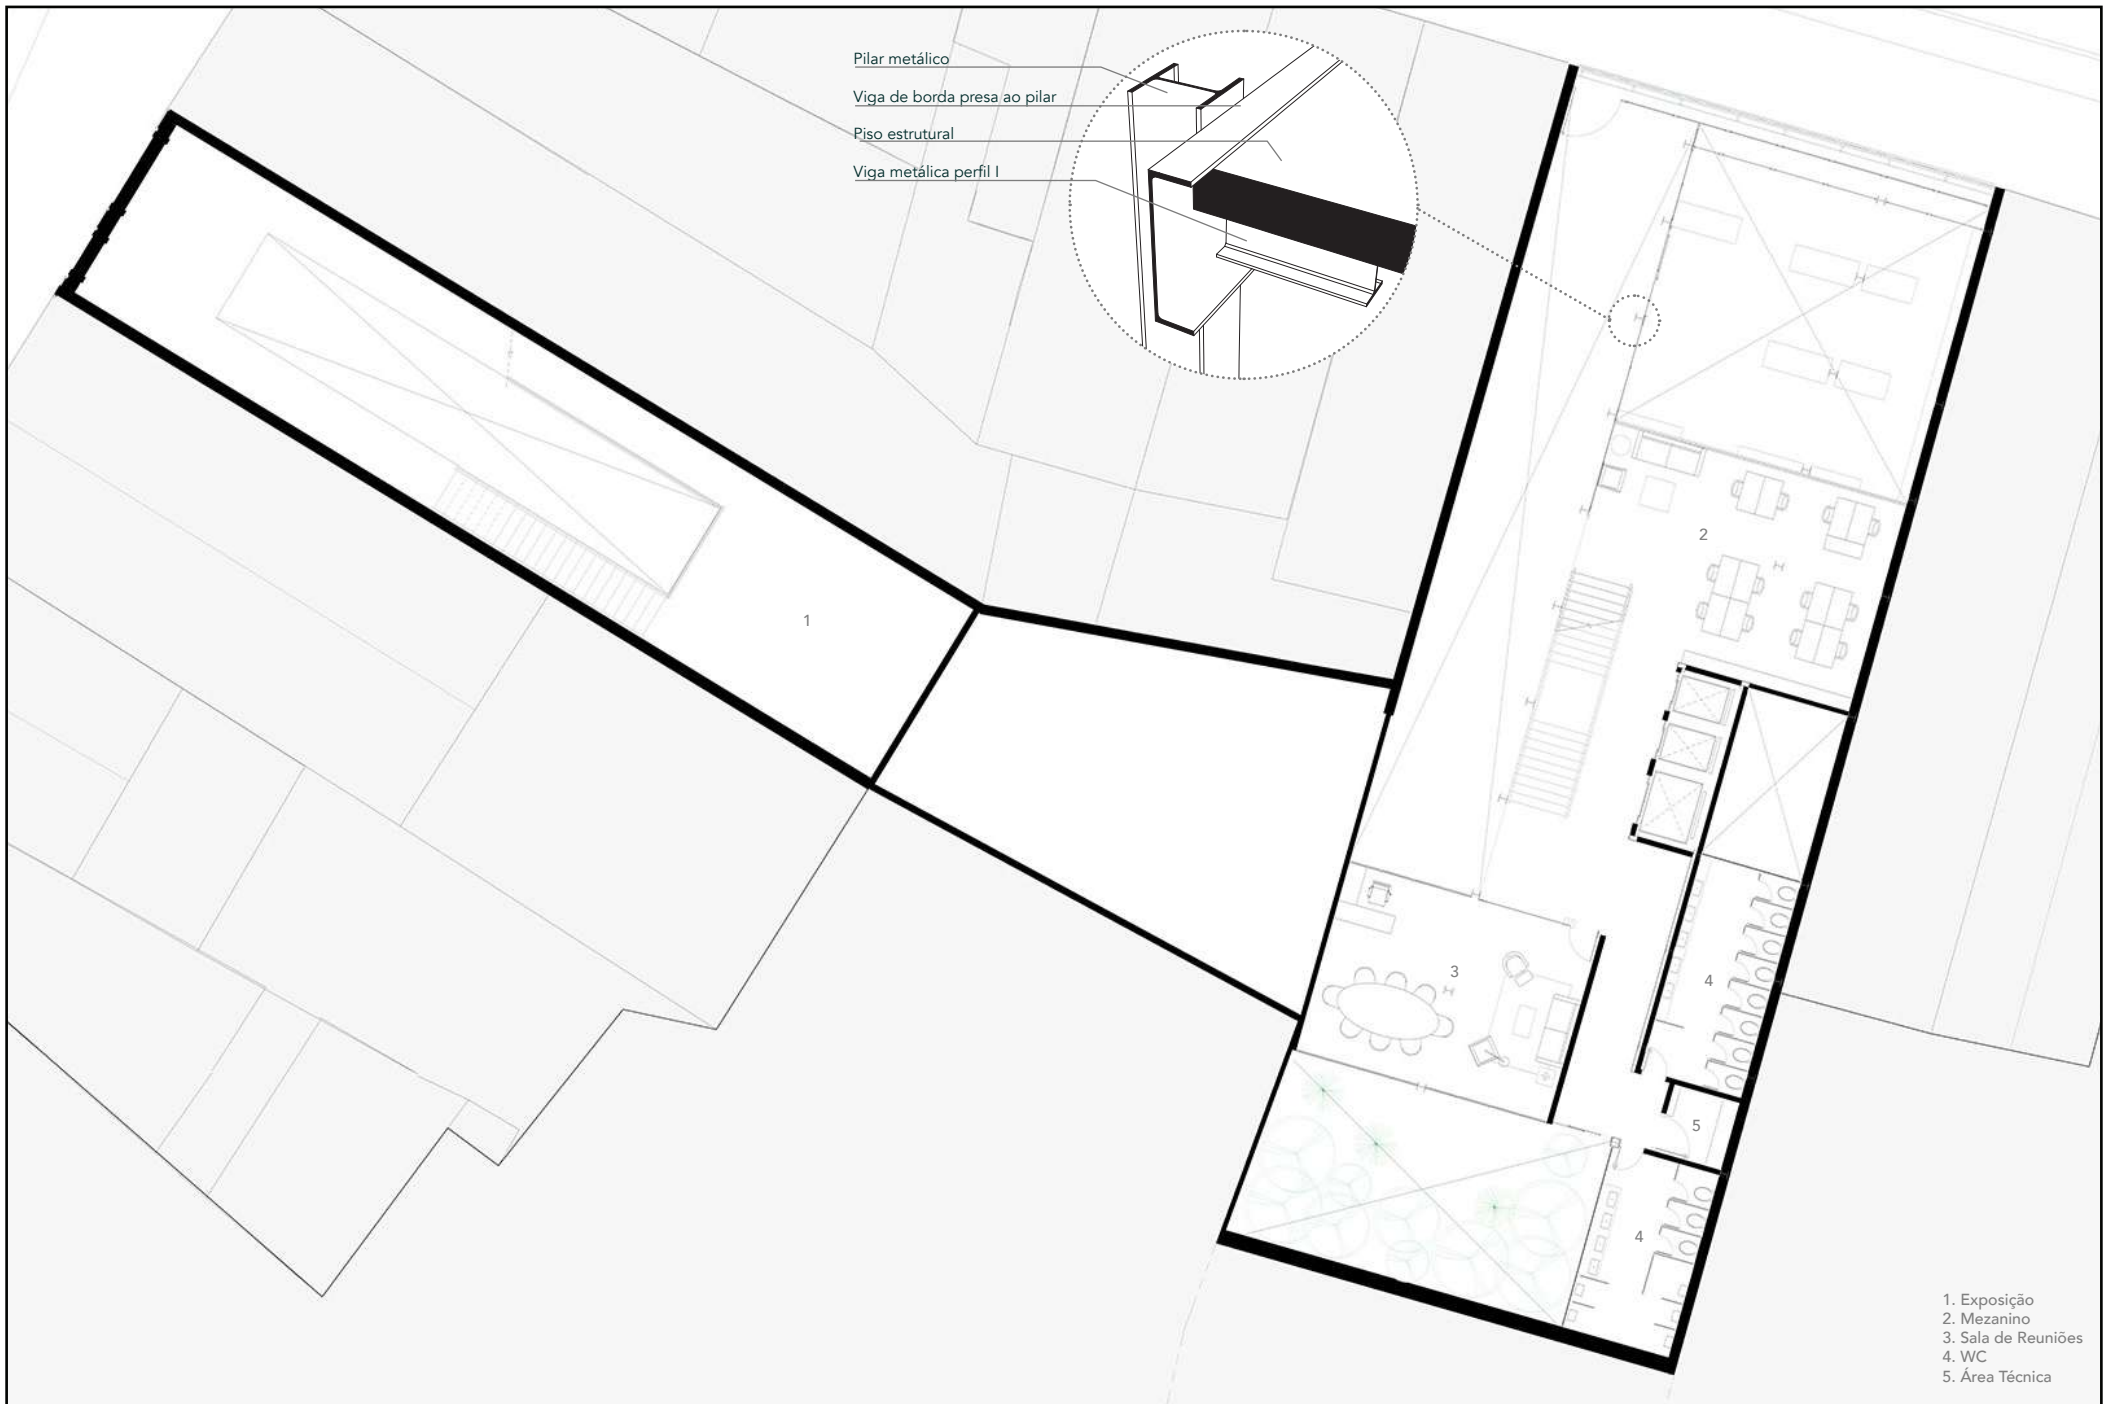 Pilar metálico
Viga de borda presa ao pilar
Piso estrutural
Viga metálica perfil I
1
2
3
4
5
4
1. Exposição
2. Mezanino
3. Sala de Reuniões
4. WC
5. Área Técnica